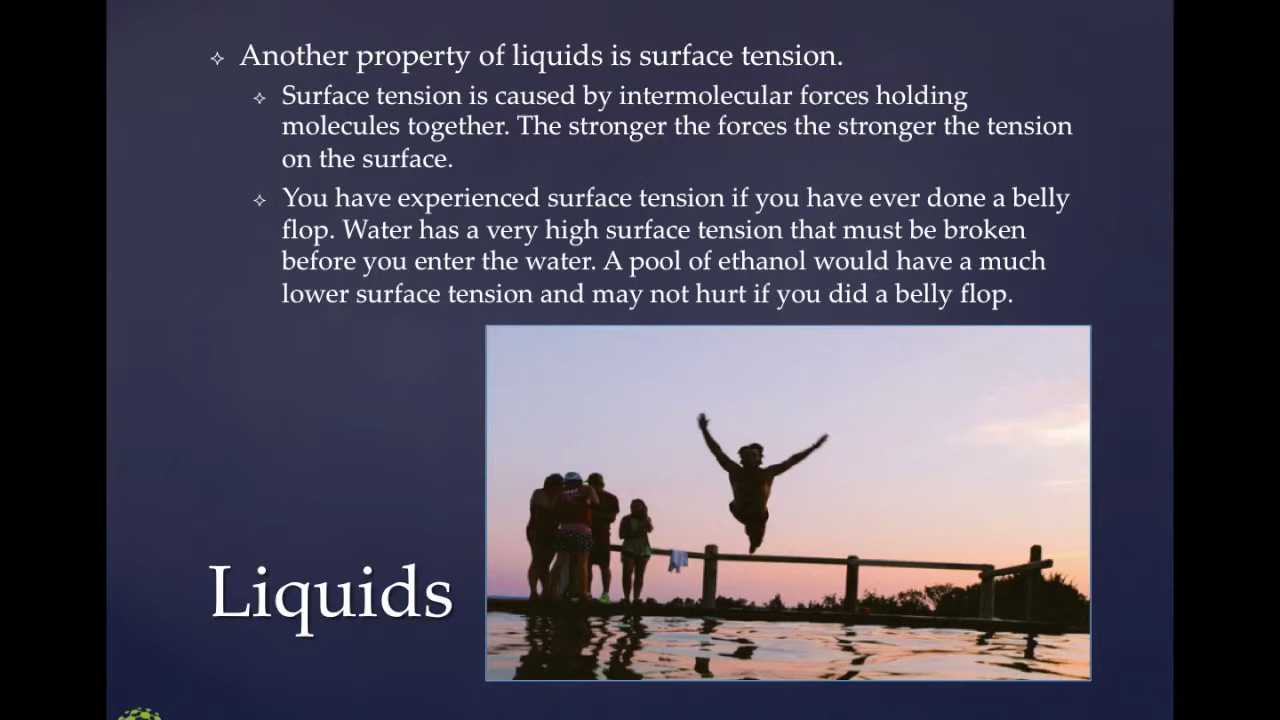 Another property of liquids is surface tension.
Surface tension is caused by intermolecular forces holding
molecules together. The stronger the forces the stronger the tension
on the surface.
You have experienced surface tension if you have ever done a belly
flop. Water has a very high surface tension that must be broken
before you enter the water. A pool of ethanol would have a much
lower surface tension and may not hurt if you did a belly flop.
Liquids